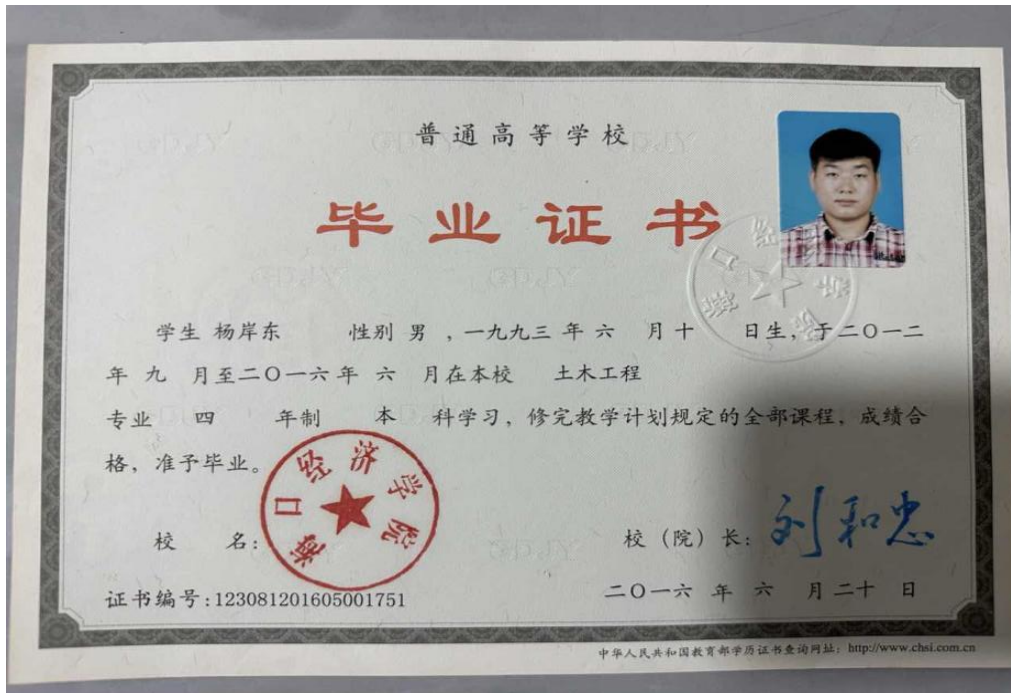 普通高等学校
毕业证书
学生 杨岸东 性别 男 ,一九九三 年 六 月 十 日生,于二〇一二
年 九 月至二〇一六年 六 月在本校 土木工程
专业 四 年制 本 科学习,修完教学计划规定的全部课程,成绩合
格,准予毕业。
海口经济学院
校 名:
校(院)长: 刘和忠
证书编号:123081201605001751
二〇一六 年 六 月 二十 日
中华人民共和国教育部学历证书查询网址:http://www.chsi.com.cn